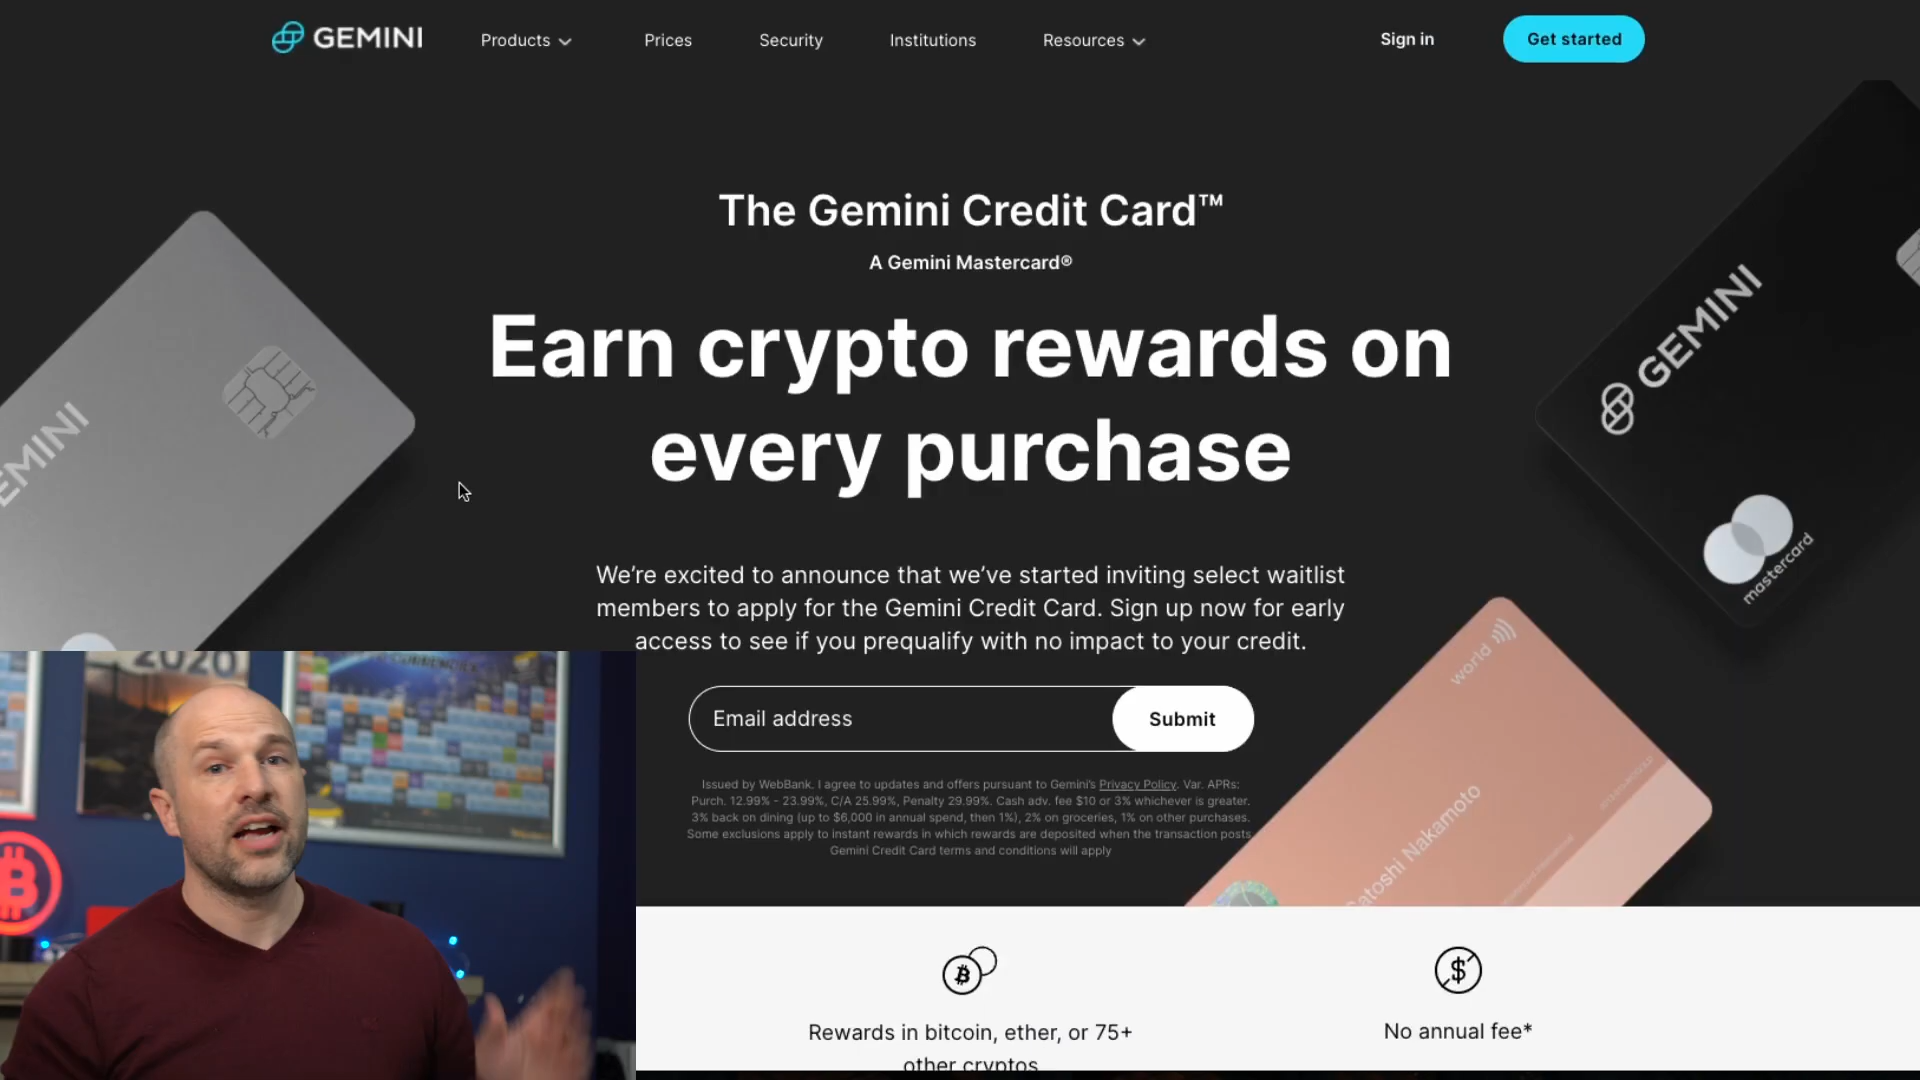 GEMINI
Products
Prices
Security
Institutions
Resources
Sign in
Get started
The Gemini Credit Card™
A Gemini Mastercard®
Earn crypto rewards on
every purchase
We’re excited to announce that we’ve started inviting select waitlist
members to apply for the Gemini Credit Card. Sign up now for early
access to see if you prequalify with no impact to your credit.
Email address
Submit
Issued by WebBank. I agree to updates and offers pursuant to Gemini's Privacy Policy. Var. APRs:
Purch. 12.99% - 23.99%, C/A 25.99%, Penalty 29.99%. Cash adv. fee $10 or 3% whichever is greater.
3% back on dining (up to $6,000 in annual spend, then 1%), 2% on groceries, 1% on other purchases.
Some exclusions apply to instant rewards in which rewards are deposited when the transaction posts.
Gemini Credit Card terms and conditions will apply
EMINI
GEMINI
mastercard
world
Satoshi Nakamoto
2020
Rewards in bitcoin, ether, or 75+
other cryptos
No annual fee*